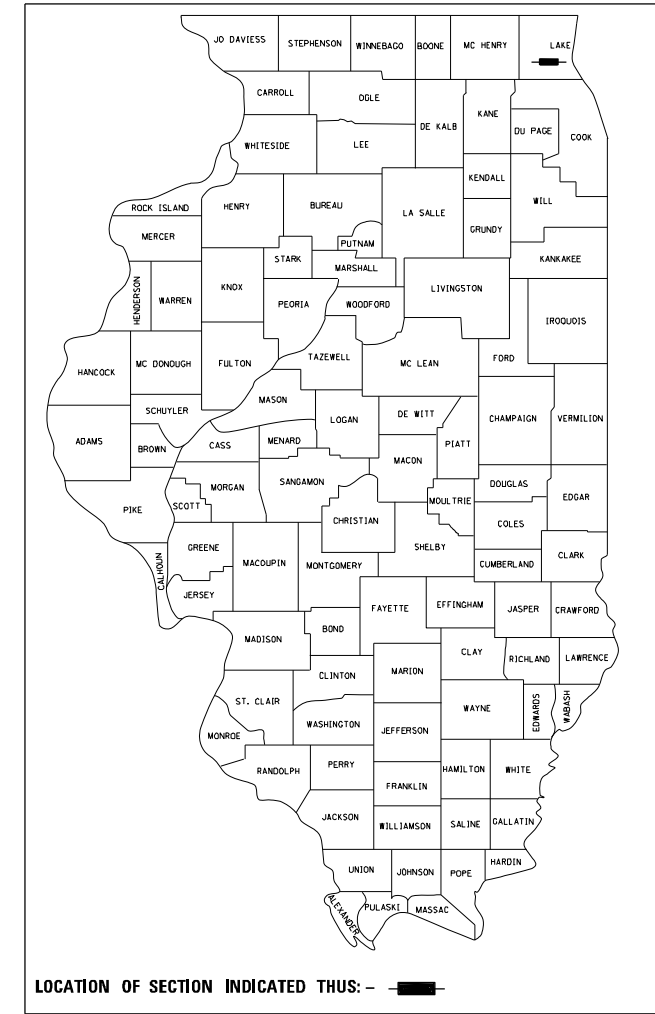 JO DAVIESS
STEPHENSON
WINNEBAGO
BOONE
MC HENRY
LAKE
CARROLL
OGLE
DE KALB
KANE
DU PAGE
COOK
WHITESIDE
LEE
KENDALL
WILL
ROCK ISLAND
HENRY
BUREAU
LA SALLE
GRUNDY
MERCER
PUTNAM
STARK
MARSHALL
KANKAKEE
HENDERSON
WARREN
KNOX
PEORIA
WOODFORD
LIVINGSTON
IROQUOIS
HANCOCK
MC DONOUGH
FULTON
TAZEWELL
MC LEAN
FORD
MASON
SCHUYLER
LOGAN
DE WITT
CHAMPAIGN
VERMILION
ADAMS
BROWN
CASS
MENARD
PIATT
MACON
MORGAN
SANGAMON
DOUGLAS
EDGAR
PIKE
SCOTT
CHRISTIAN
MOULTRIE
COLES
GREENE
MACOUPIN
MONTGOMERY
SHELBY
CUMBERLAND
CLARK
CALHOUN
JERSEY
FAYETTE
EFFINGHAM
JASPER
CRAWFORD
MADISON
BOND
CLAY
RICHLAND
LAWRENCE
CLINTON
MARION
ST. CLAIR
WAYNE
EDWARDS
WABASH
MONROE
WASHINGTON
JEFFERSON
RANDOLPH
PERRY
HAMILTON
WHITE
FRANKLIN
JACKSON
WILLIAMSON
SALINE
GALLATIN
UNION
JOHNSON
POPE
HARDIN
ALEXANDER
PULASKI
MASSAC
LOCATION OF SECTION INDICATED THUS: -